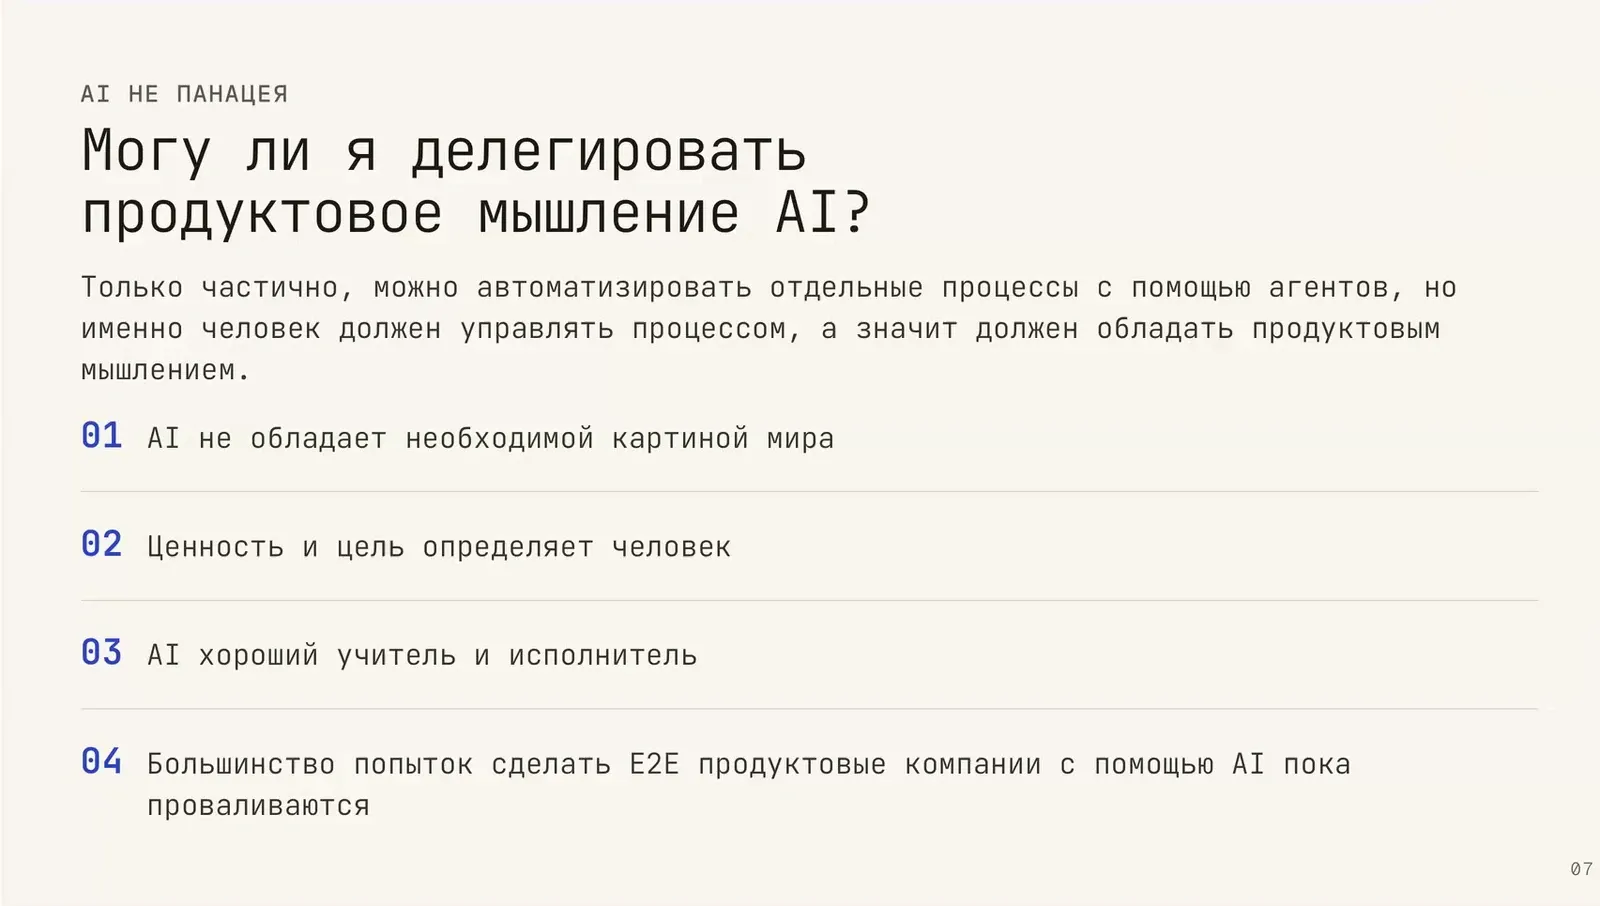 AI НЕ ПАНАЦЕЯ
Могу ли я делегировать
продуктовое мышление AI?
Только частично, можно автоматизировать отдельные процессы с помощью агентов, но
именно человек должен управлять процессом, а значит должен обладать продуктовым
мышлением.
01 AI не обладает необходимой картиной мира
02 Ценность и цель определяет человек
03 AI хороший учитель и исполнитель
04 Большинство попыток сделать E2E продуктовые компании с помощью AI пока
проваливаются
07